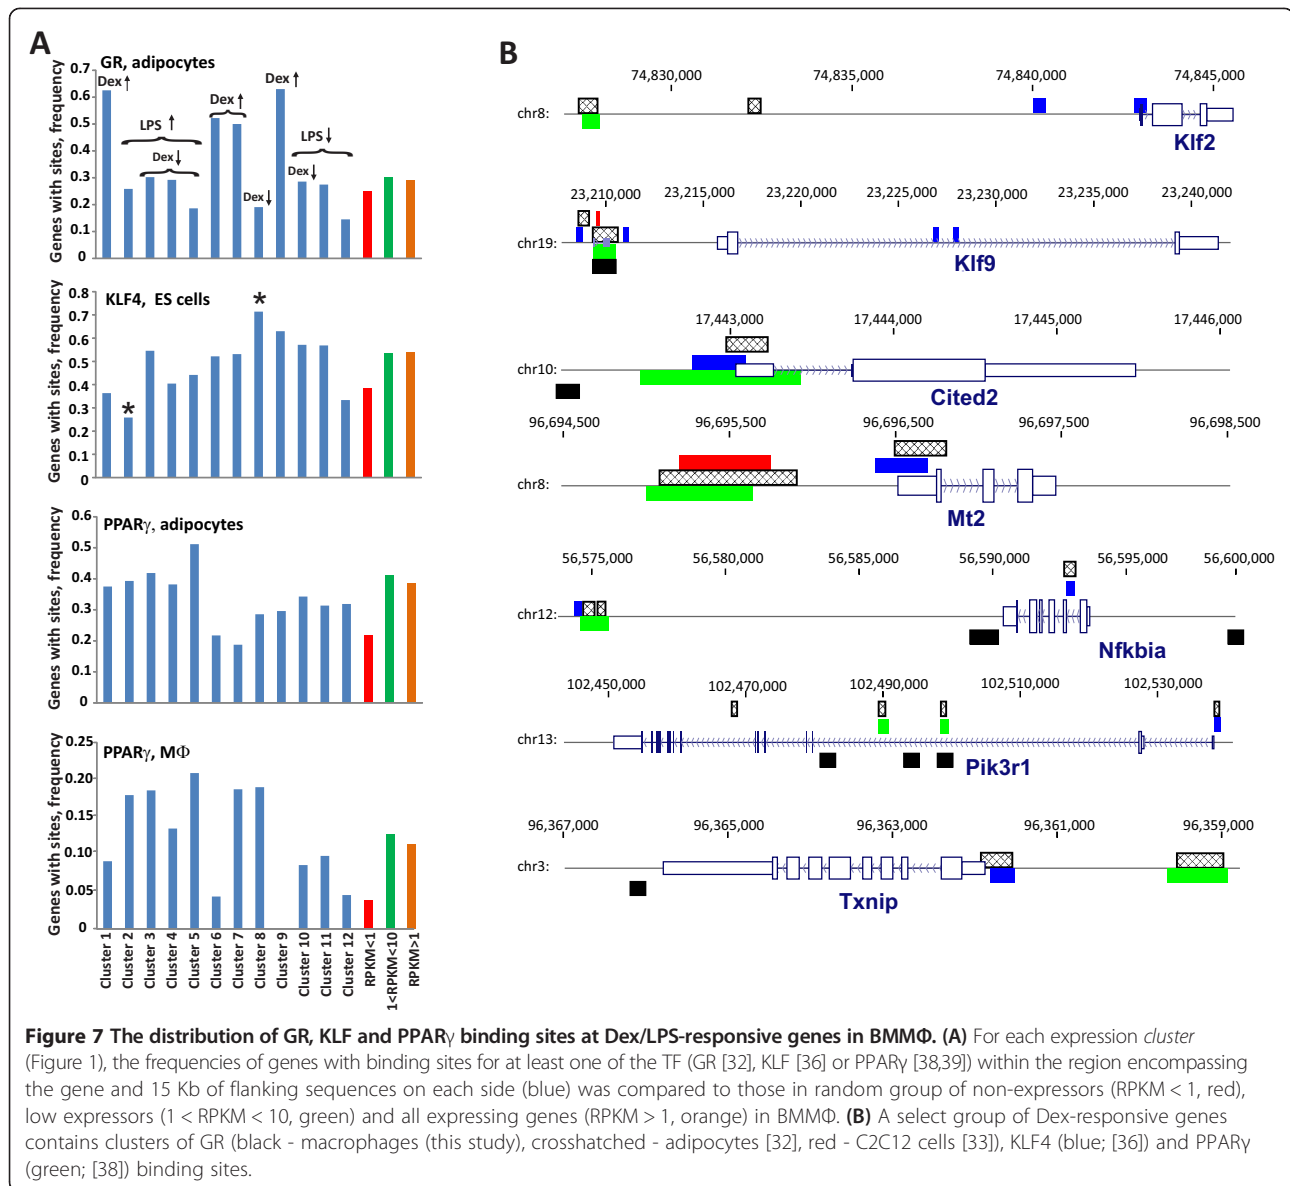 A
GR, adipocytes
Genes with sites, frequency
0.7
0.6
0.5
0.4
0.3
0.2
0.1
0
Dex↑
LPS ↑
Dex↓
Dex ↑
Dex↓
Dex ↑
LPS↓
Dex↓
KLF4, ES cells
Genes with sites, frequency
0.8
0.7
0.6
0.5
0.4
0.3
0.2
0.1
0
*
*
PPARγ, adipocytes
Genes with sites, frequency
0.6
0.5
0.4
0.3
0.2
0.1
0
PPARγ, MΦ
Genes with sites, frequency
0.25
0.20
0.15
0.10
0.05
0
Cluster 1
Cluster 2
Cluster 3
Cluster 4
Cluster 5
Cluster 6
Cluster 7
Cluster 8
Cluster 9
Cluster 10
Cluster 11
Cluster 12
RPKM<1
1<RPKM<10
RPKM>1
B
74,830,000 74,835,000 74,840,000 74,845,000
chr8:
Klf2
23,210,000 23,215,000 23,220,000 23,225,000 23,230,000 23,235,000 23,240,000
chr19:
Klf9
17,443,000 17,444,000 17,445,000 17,446,000
chr10:
Cited2
96,694,500 96,695,500 96,696,500 96,697,500 96,698,500
chr8:
Mt2
56,575,000 56,580,000 56,585,000 56,590,000 56,595,000 56,600,000
chr12:
Nfkbia
102,450,000 102,470,000 102,490,000 102,510,000 102,530,000
chr13:
Pik3r1
96,367,000 96,365,000 96,363,000 96,361,000 96,359,000
chr3:
Txnip
Figure 7 The distribution of GR, KLF and PPARγ binding sites at Dex/LPS-responsive genes in BMMΦ. (A) For each expression cluster
(Figure 1), the frequencies of genes with binding sites for at least one of the TF (GR [32], KLF [36] or PPARγ [38,39]) within the region encompassing
the gene and 15 Kb of flanking sequences on each side (blue) was compared to those in random group of non-expressors (RPKM < 1, red),
low expressors (1 < RPKM < 10, green) and all expressing genes (RPKM > 1, orange) in BMMΦ. (B) A select group of Dex-responsive genes
contains clusters of GR (black - macrophages (this study), crosshatched - adipocytes [32], red - C2C12 cells [33]), KLF4 (blue; [36]) and PPARγ
(green; [38]) binding sites.